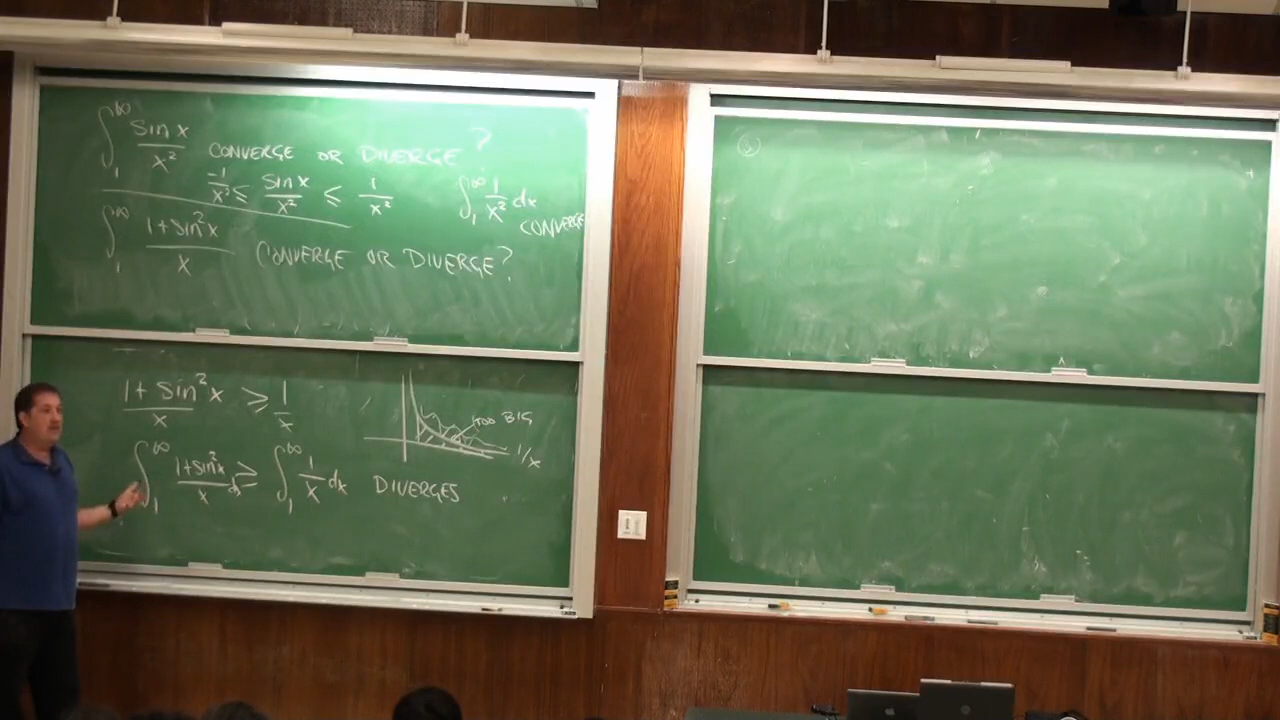 ∫₁^∞ sin x / x² CONVERGE OR DIVERGE?
-1/x² ≤ sin x / x² ≤ 1/x² ∫₁^∞ 1/x² dx
CONVERGE
∫₁^∞ 1+sin²x / x CONVERGE OR DIVERGE?
1 + sin²x / x ≥ 1/x
TOO BIG
1/x
∫₁^∞ 1+sin²x / x dx ≥ ∫₁^∞ 1/x dx DIVERGES